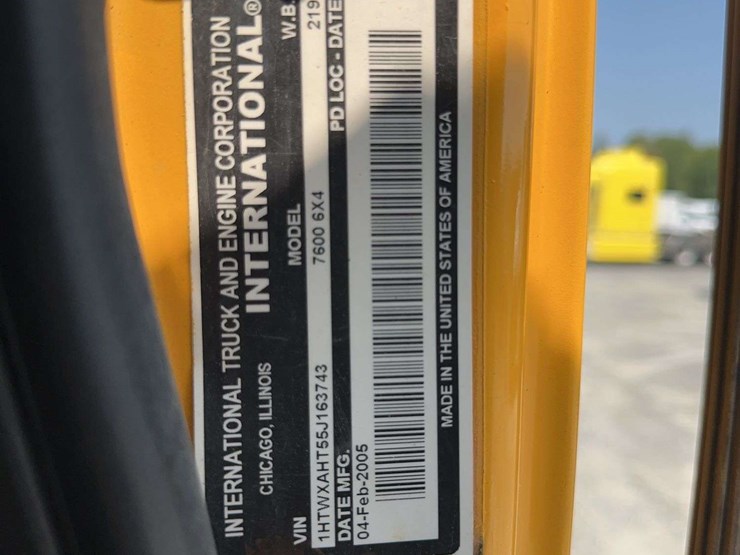 INTERNATIONAL TRUCK AND ENGINE CORPORATION
CHICAGO, ILLINOIS INTERNATIONAL®
VIN MODEL W.B.
1HTWXAHT55J163743 7600 6X4 219
DATE MFG. PD LOC - DATE
04-Feb-2005
MADE IN THE UNITED STATES OF AMERICA